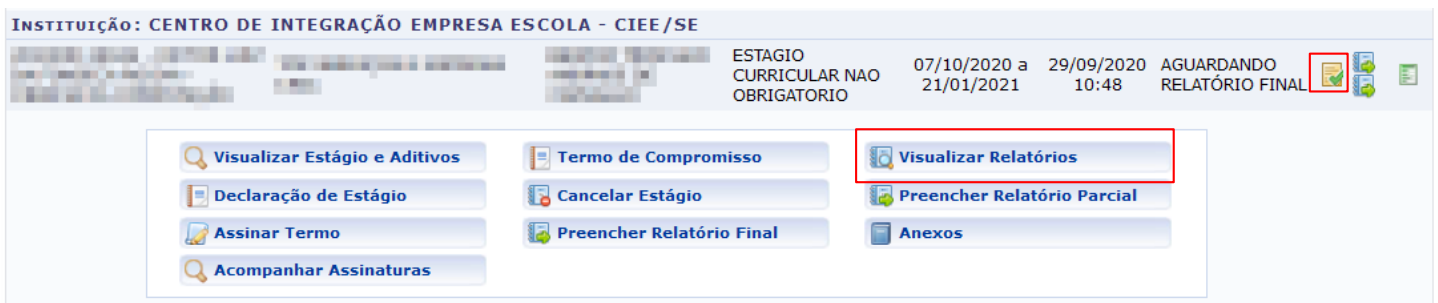 INSTITUIÇÃO: CENTRO DE INTEGRAÇÃO EMPRESA ESCOLA - CIEE/SE
ESTAGIO
CURRICULAR NAO
OBRIGATORIO
07/10/2020 a
21/01/2021
29/09/2020
10:48
AGUARDANDO
RELATÓRIO FINAL
Visualizar Estágio e Aditivos
Termo de Compromisso
Visualizar Relatórios
Declaração de Estágio
Cancelar Estágio
Preencher Relatório Parcial
Assinar Termo
Preencher Relatório Final
Anexos
Acompanhar Assinaturas